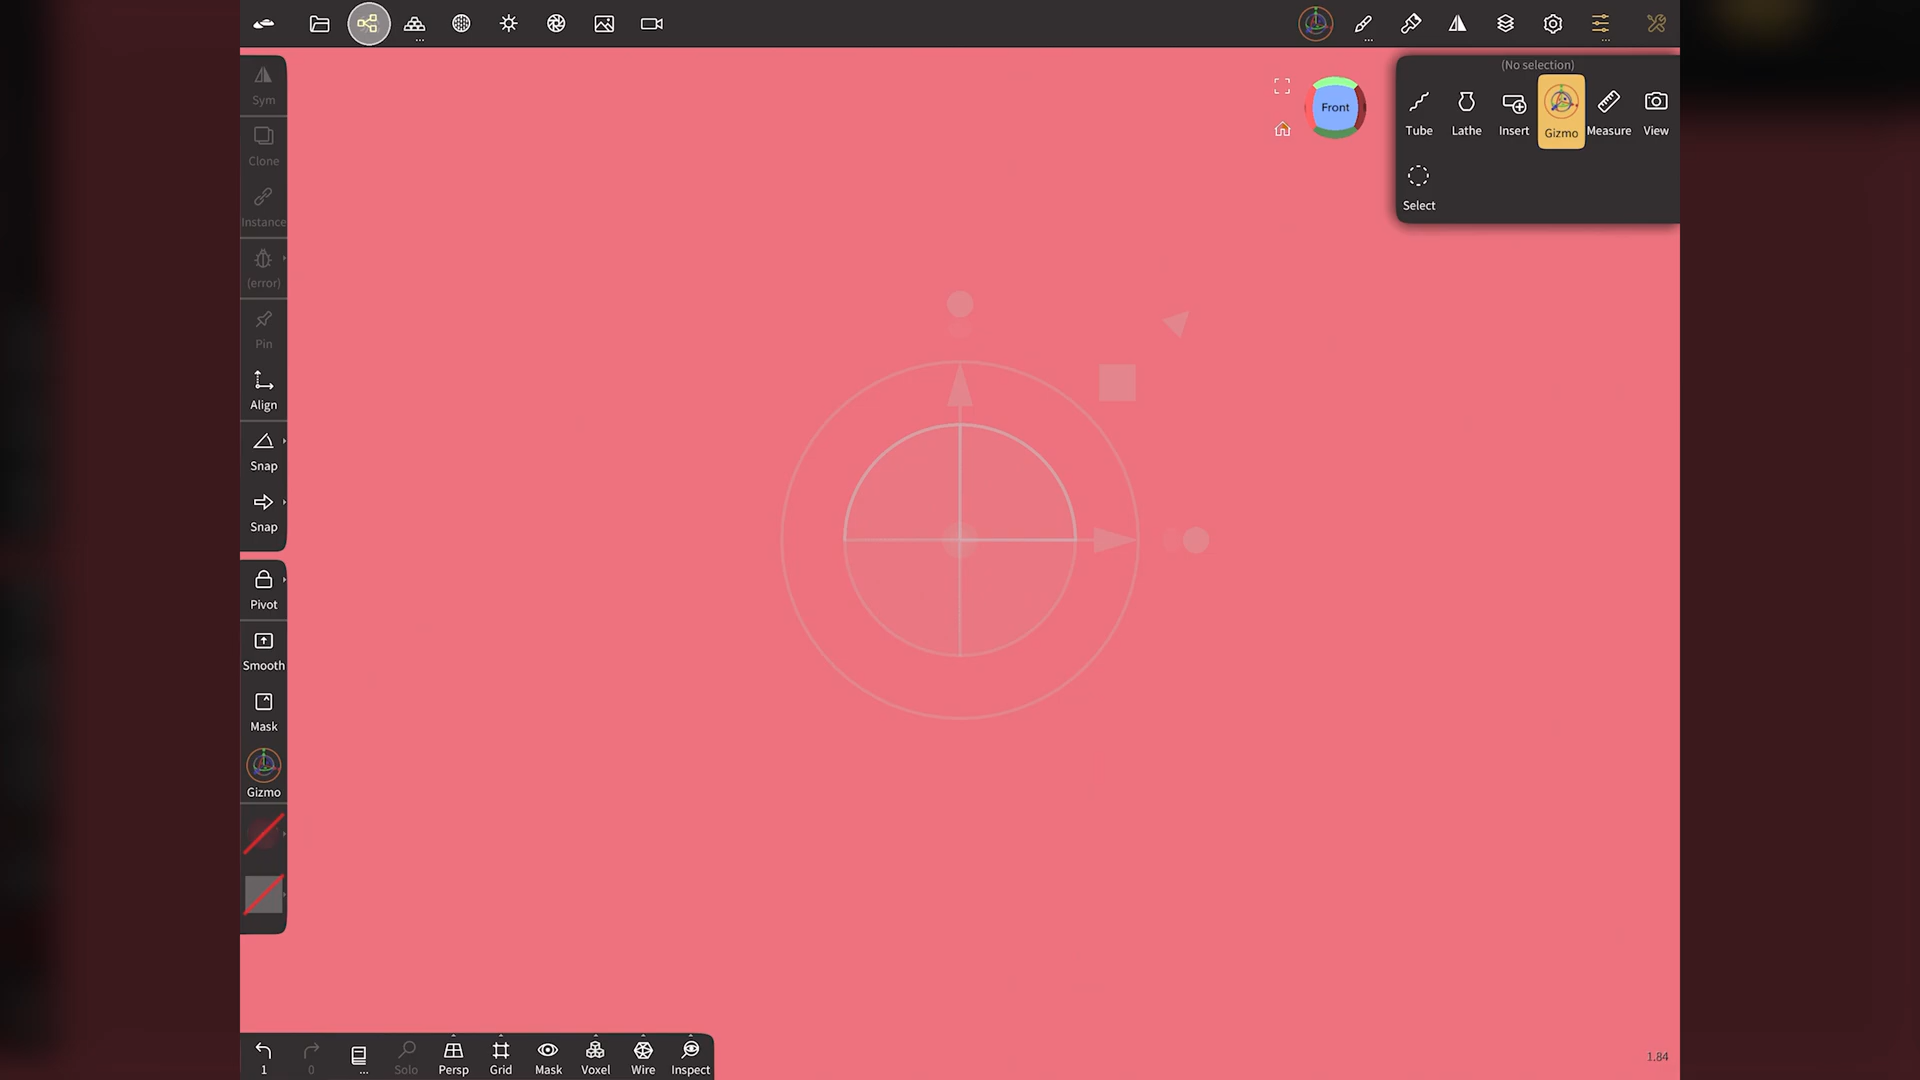 (No selection)
Tube
Lathe
Insert
Gizmo
Measure
View
Select
Front
Sym
Clone
Instance
(error)
Pin
Align
Snap
Snap
Pivot
Smooth
Mask
Gizmo
1
0
...
Solo
Persp
Grid
Mask
Voxel
Wire
Inspect
1.84